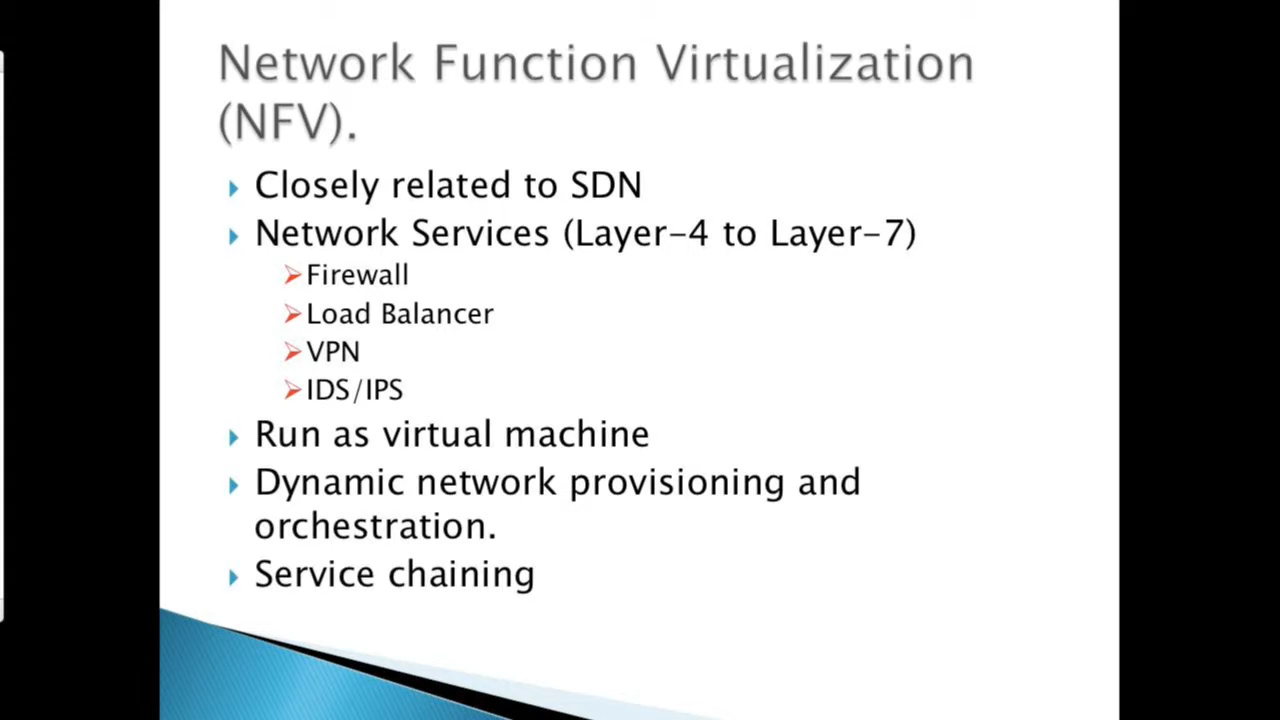 Network Function Virtualization
(NFV).
Closely related to SDN
Network Services (Layer-4 to Layer-7)
Firewall
Load Balancer
VPN
IDS/IPS
Run as virtual machine
Dynamic network provisioning and
orchestration.
Service chaining